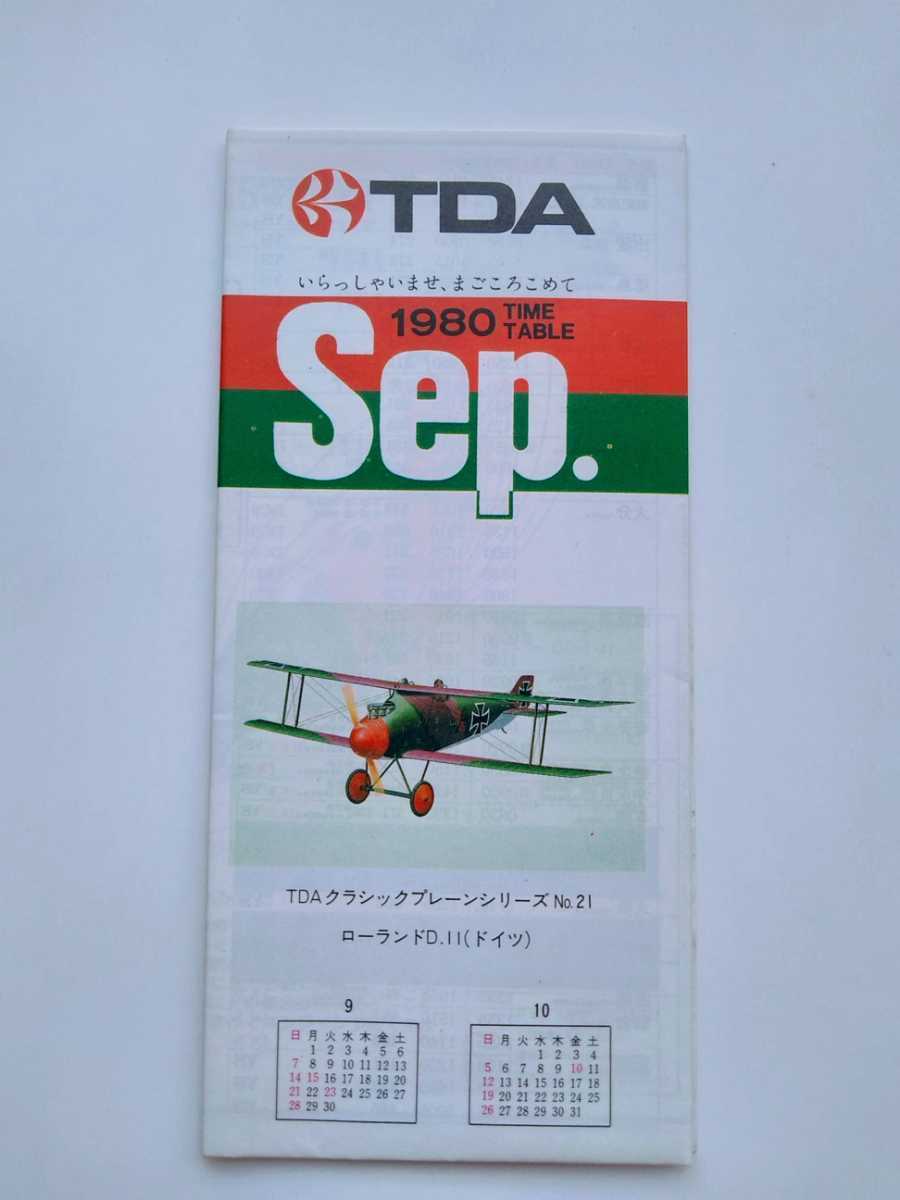 TDA
いらっしゃいませ、まごころこめて
1980 TIME TABLE
Sep.
TDAクラシックプレーンシリーズ No.21
ローランドD.II(ドイツ)
9
日 月 火 水 木 金 土
1 2 3 4 5 6
7 8 9 10 11 12 13
14 15 16 17 18 19 20
21 22 23 24 25 26 27
28 29 30
10
日 月 火 水 木 金 土
1 2 3 4
5 6 7 8 9 10 11
12 13 14 15 16 17 18
19 20 21 22 23 24 25
26 27 28 29 30 31